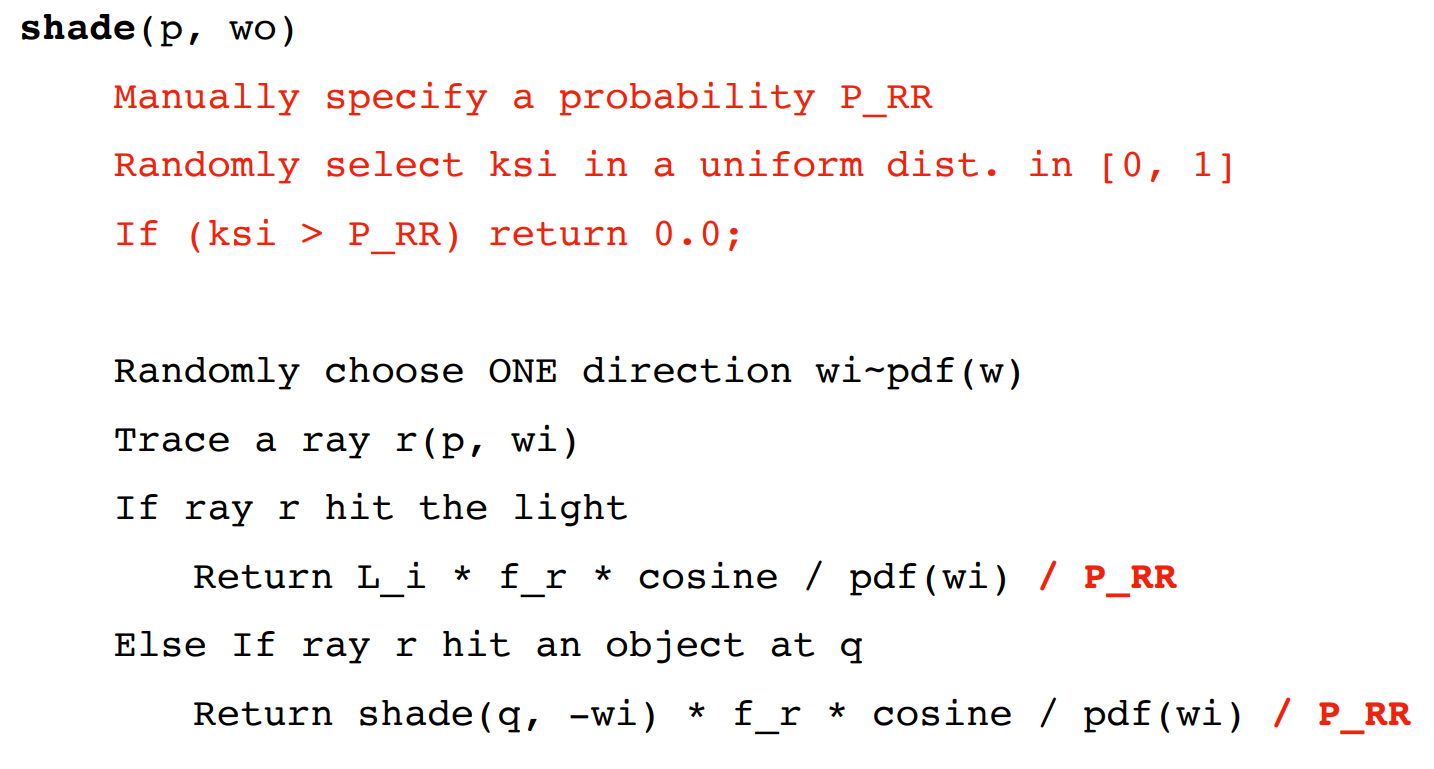 shade(p, wo)
Manually specify a probability P_RR
Randomly select ksi in a uniform dist. in [0, 1]
If (ksi > P_RR) return 0.0;
Randomly choose ONE direction wi~pdf(w)
Trace a ray r(p, wi)
If ray r hit the light
Return L_i * f_r * cosine / pdf(wi) / P_RR
Else If ray r hit an object at q
Return shade(q, -wi) * f_r * cosine / pdf(wi) / P_RR